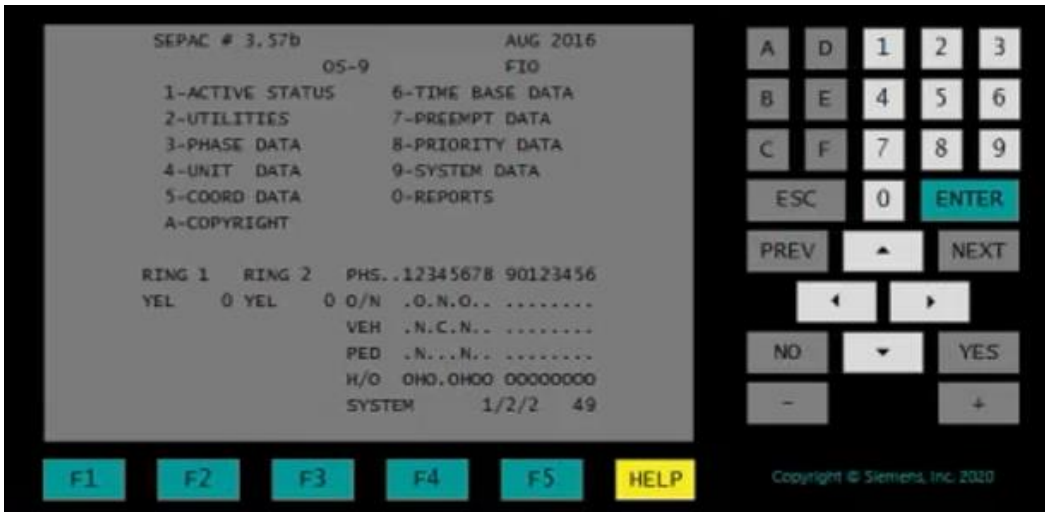 SEPAC # 3.57b AUG 2016
OS-9 FIO
1-ACTIVE STATUS 6-TIME BASE DATA
2-UTILITIES 7-PREEMPT DATA
3-PHASE DATA 8-PRIORITY DATA
4-UNIT DATA 9-SYSTEM DATA
5-COORD DATA 0-REPORTS
A-COPYRIGHT
RING 1 RING 2 PHS..12345678 90123456
YEL 0 YEL 0 O/N .O.N.O.. ........
VEH .N.C.N.. ........
PED .N...N.. ........
H/O 0H0.0H00 00000000
SYSTEM 1/2/2 49
A D 1 2 3
B E 4 5 6
C F 7 8 9
ESC 0 ENTER
PREV NEXT
NO YES
- +
F1 F2 F3 F4 F5 HELP
Copyright © Siemens, Inc. 2020